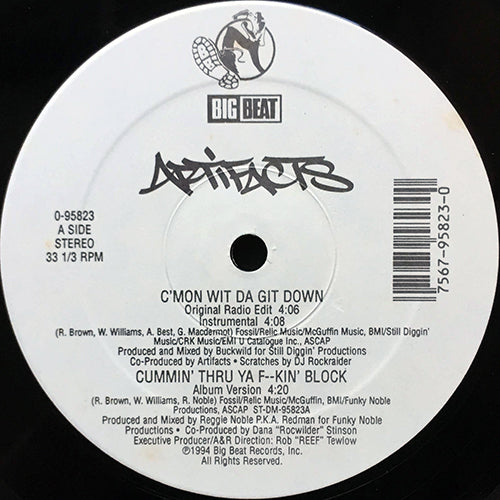 BIG BEAT
ARTIFACTS
0-95823
A SIDE
STEREO
33 1/3 RPM
7567-95823-0
C'MON WIT DA GIT DOWN
Original Radio Edit 4:06
Instrumental 4:08
(R. Brown, W. Williams, A. Best, G. Macdermot) Fossil/Relic Music/McGuffin Music, BMI/Still Diggin'
Music/CRK Music/EMI U Catalogue Inc., ASCAP
Produced and Mixed by Buckwild for Still Diggin' Productions
Co-Produced by Artifacts • Scratches by DJ Rockraider
CUMMIN' THRU YA F--KIN' BLOCK
Album Version 4:20
(R. Brown, W. Williams, R. Noble) Fossil/Relic Music/McGuffin, BMI/Funky Noble
Productions, ASCAP ST-DM-95823A
Produced and Mixed by Reggie Noble P.K.A. Redman for Funky Noble
Productions • Co-Produced by Dana "Rocwilder" Stinson
Executive Producer/A&R Direction: Rob "REEF" Tewlow
℗1994 Big Beat Records, Inc.
All Rights Reserved.